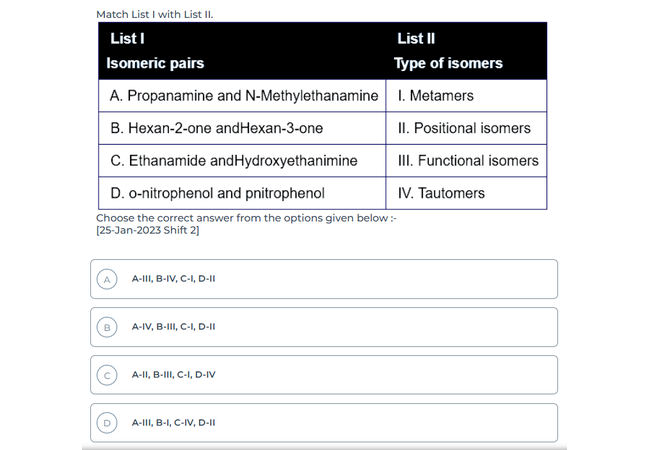 Match List I with List II.
List I List II
Isomeric pairs Type of isomers
A. Propanamine and N-Methylethanamine I. Metamers
B. Hexan-2-one andHexan-3-one II. Positional isomers
C. Ethanamide andHydroxyethanimine III. Functional isomers
D. o-nitrophenol and pnitrophenol IV. Tautomers
Choose the correct answer from the options given below :-
[25-Jan-2023 Shift 2]
A A-III, B-IV, C-I, D-II
B A-IV, B-III, C-I, D-II
C A-II, B-III, C-I, D-IV
D A-III, B-I, C-IV, D-II